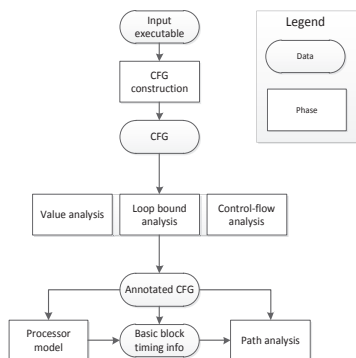 Input
executable
Legend
Data
CFG
construction
Phase
CFG
Value analysis
Loop bound
analysis
Control-flow
analysis
Annotated CFG
Processor
model
Basic block
timing info
Path analysis